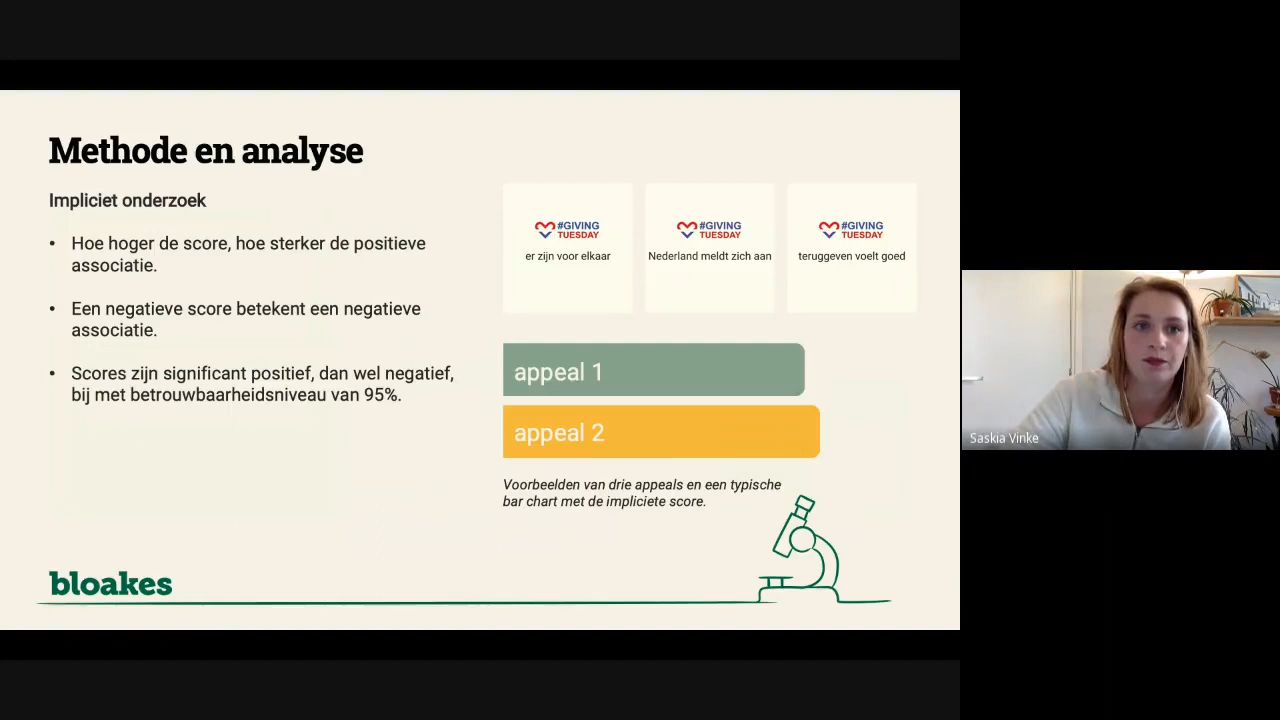 Methode en analyse
Impliciet onderzoek
• Hoe hoger de score, hoe sterker de positieve
associatie.
• Een negatieve score betekent een negatieve
associatie.
• Scores zijn significant positief, dan wel negatief,
bij met betrouwbaarheidsniveau van 95%.
#GIVING
TUESDAY
er zijn voor elkaar
#GIVING
TUESDAY
Nederland meldt zich aan
#GIVING
TUESDAY
teruggeven voelt goed
appeal 1
appeal 2
Voorbeelden van drie appeals en een typische
bar chart met de impliciete score.
bloakes
Saskia Vinke